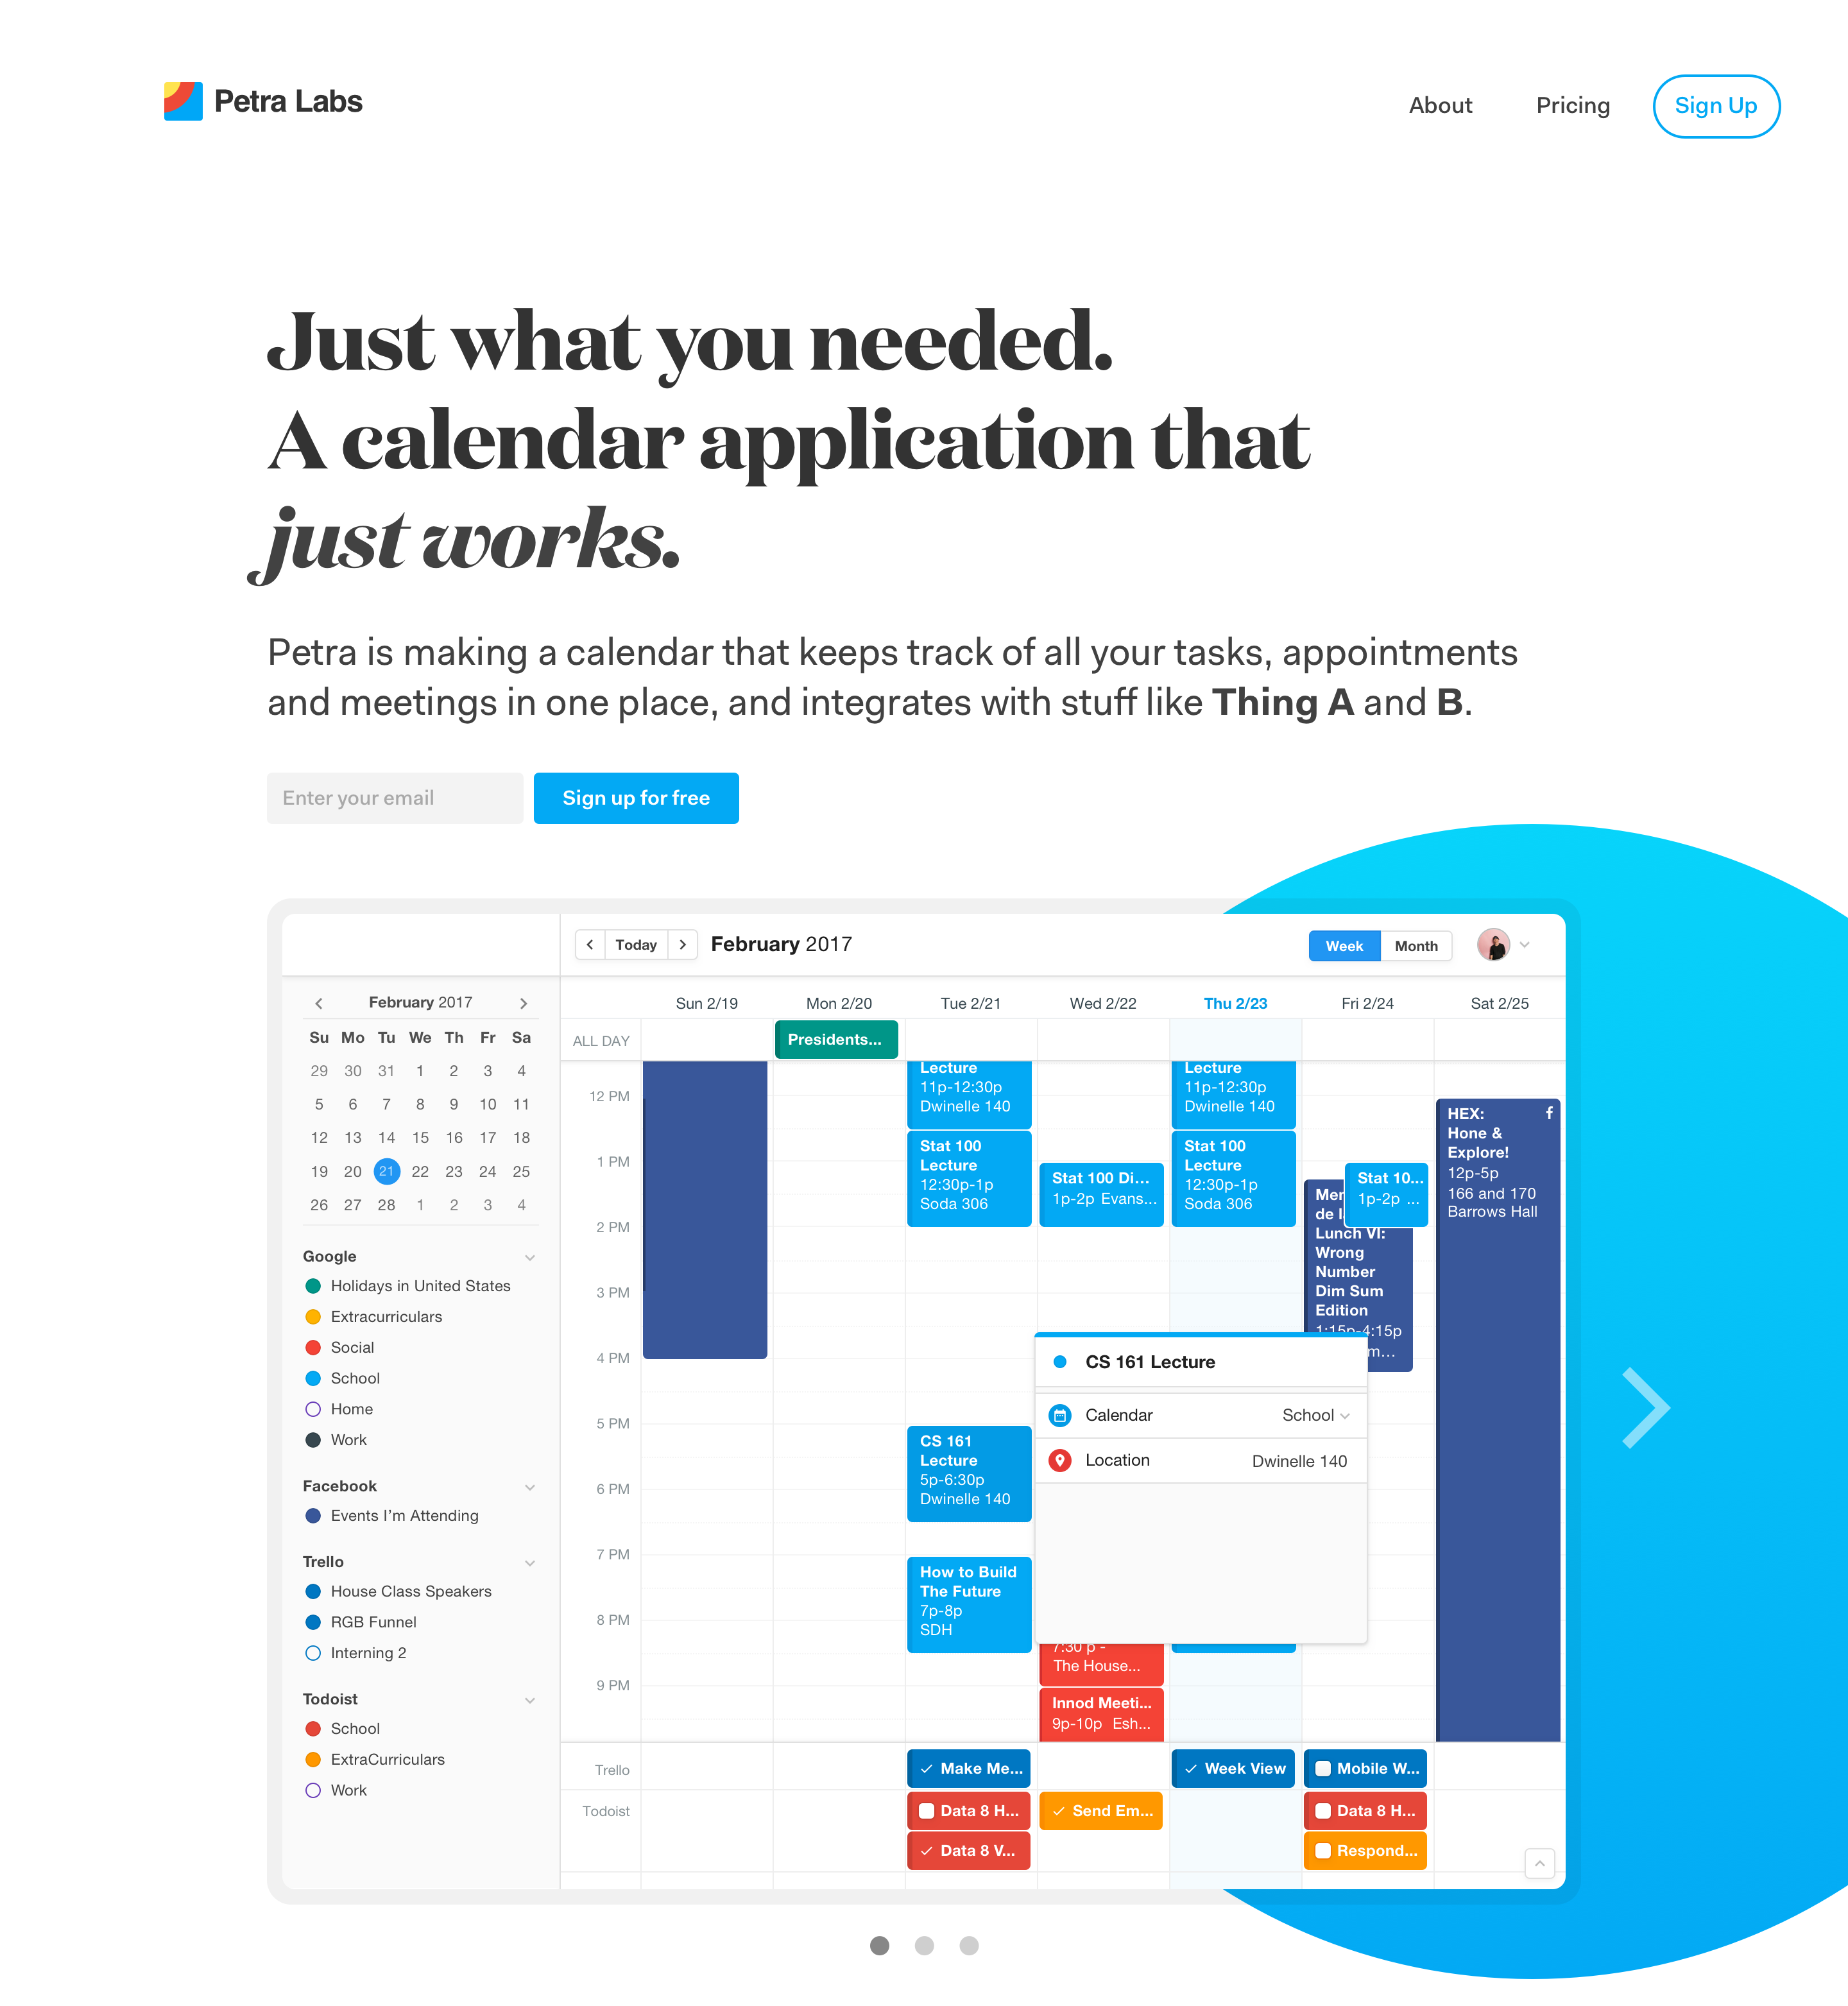 Petra Labs
About
Pricing
Sign Up
Just what you needed.
A calendar application that
just works.
Petra is making a calendar that keeps track of all your tasks, appointments
and meetings in one place, and integrates with stuff like Thing A and B.
Enter your email
Sign up for free
Today
February 2017
Week
Month
February 2017
Su Mo Tu We Th Fr Sa
29 30 31 1 2 3 4
5 6 7 8 9 10 11
12 13 14 15 16 17 18
19 20 21 22 23 24 25
26 27 28 1 2 3 4
Google
Holidays in United States
Extracurriculars
Social
School
Home
Work
Facebook
Events I'm Attending
Trello
House Class Speakers
RGB Funnel
Interning 2
Todoist
School
ExtraCurriculars
Work
Sun 2/19
Mon 2/20
Tue 2/21
Wed 2/22
Thu 2/23
Fri 2/24
Sat 2/25
ALL DAY
Presidents...
12 PM
1 PM
2 PM
3 PM
4 PM
5 PM
6 PM
7 PM
8 PM
9 PM
Lecture
11p-12:30p
Dwinelle 140
Stat 100
Lecture
12:30p-1p
Soda 306
CS 161
Lecture
5p-6:30p
Dwinelle 140
How to Build
The Future
7p-8p
SDH
Stat 100 Di...
1p-2p Evans...
7:30 p -
The House...
Innod Meeti...
9p-10p Esh...
Lecture
11p-12:30p
Dwinelle 140
Stat 100
Lecture
12:30p-1p
Soda 306
Stat 10...
1p-2p ...
Lunch VI:
Wrong
Number
Dim Sum
Edition
1:15p-4:15p
HEX:
Hone &
Explore!
12p-5p
166 and 170
Barrows Hall
CS 161 Lecture
Calendar
School
Location
Dwinelle 140
Trello
Make Me...
Week View
Mobile W...
Todoist
Data 8 H...
Send Em...
Data 8 H...
Data 8 V...
Respond...